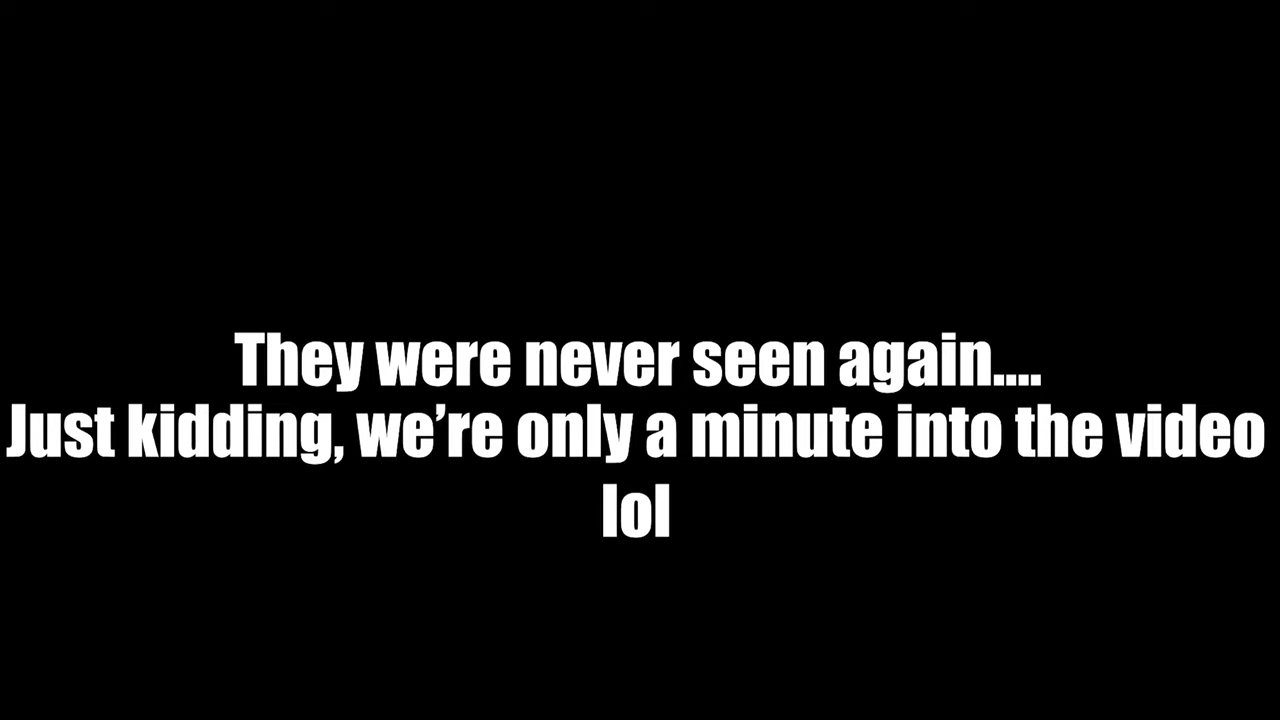 They were never seen again....
Just kidding, we’re only a minute into the video
lol